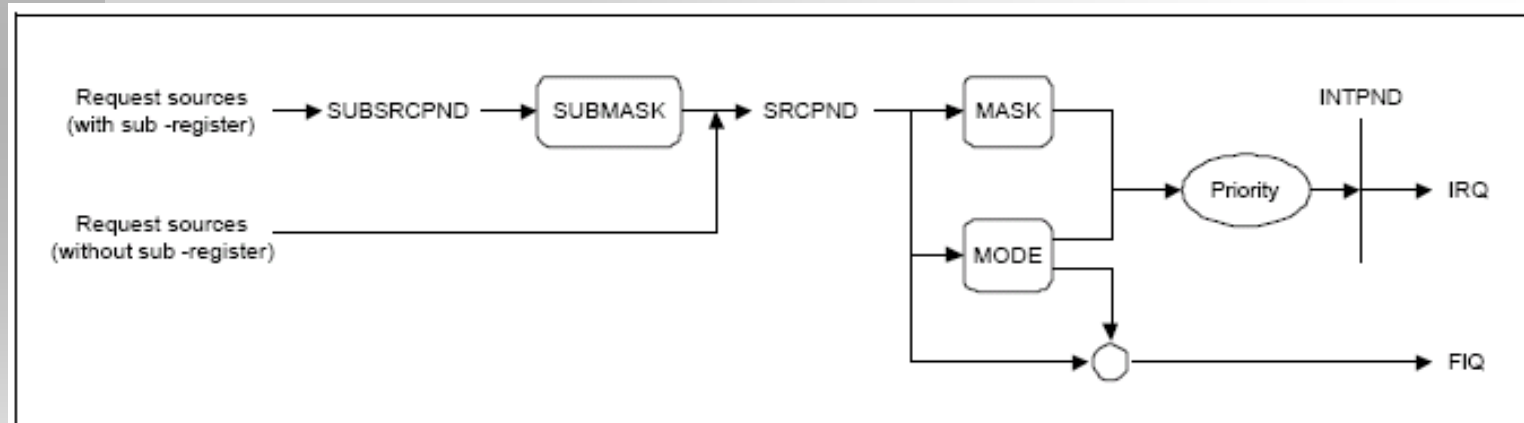 Request sources
(with sub -register)
SUBSRCPND
SUBMASK
SRCPND
MASK
INTPND
Priority
IRQ
Request sources
(without sub -register)
MODE
FIQ